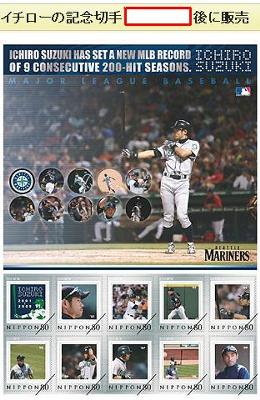 イチローの記念切手 後に販売
ICHIRO SUZUKI HAS SET A NEW MLB RECORD
OF 9 CONSECUTIVE 200-HIT SEASONS.
ICHIRO
SUZUKI
MAJOR LEAGUE BASEBALL
SEATTLE
MARINERS
ICHIRO
SUZUKI
NIPPON 80
NIPPON 80
NIPPON 80
NIPPON 80
NIPPON 80
NIPPON 80
NIPPON 80
NIPPON 80
NIPPON 80
NIPPON 80